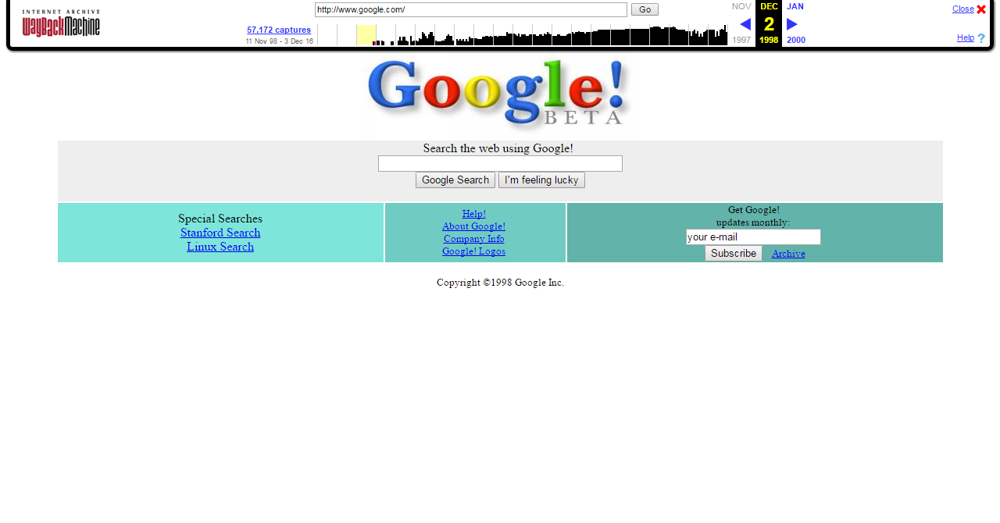 INTERNET ARCHIVE
WayBackMachine
http://www.google.com/
Go
57,172 captures
11 Nov 98 - 3 Dec 16
NOV DEC JAN
2
1997 1998 2000
Close
Help ?
Google!
BETA
Search the web using Google!
Google Search I'm feeling lucky
Special Searches
Stanford Search
Linux Search
Help!
About Google!
Company Info
Google! Logos
Get Google!
updates monthly:
your e-mail
Subscribe Archive
Copyright ©1998 Google Inc.